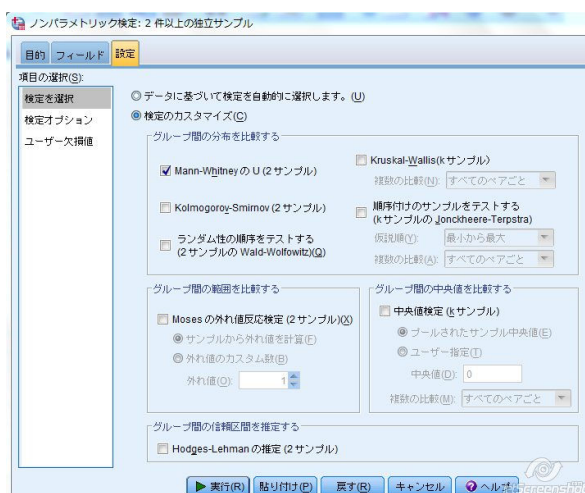 ノンパラメトリック検定: 2 件以上の独立サンプル
目的 フィールド 設定
項目の選択(S):
検定を選択
検定オプション
ユーザー欠損値
データに基づいて検定を自動的に選択します。(U)
検定のカスタマイズ(C)
グループ間の分布を比較する
Mann-Whitney の U (2 サンプル)
Kolmogorov-Smirnov (2 サンプル)
ランダム性の順序をテストする
(2 サンプルの Wald-Wolfowitz)(Q)
Kruskal-Wallis(k サンプル)
複数の比較(N): すべてのペアごと
順序付けのサンプルをテストする
(k サンプルの Jonckheere-Terpstra)
仮説順(Y): 最小から最大
複数の比較(A): すべてのペアごと
グループ間の範囲を比較する
Moses の外れ値反応検定 (2 サンプル)(X)
サンプルから外れ値を計算(F)
外れ値のカスタム数(B)
外れ値(O): 1
グループ間の中央値を比較する
中央値検定 (k サンプル)
プールされたサンプル中央値(E)
ユーザー指定(T)
中央値(D): 0
複数の比較(M): すべてのペアごと
グループ間の信頼区間を推定する
Hodges-Lehman の推定 (2 サンプル)
実行(R) 貼り付け(P) 戻す(R) キャンセル ヘルプ